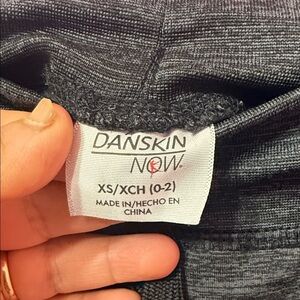 DANSKIN
NOW.
XS/XCH (0-2)
MADE IN/HECHO EN
CHINA